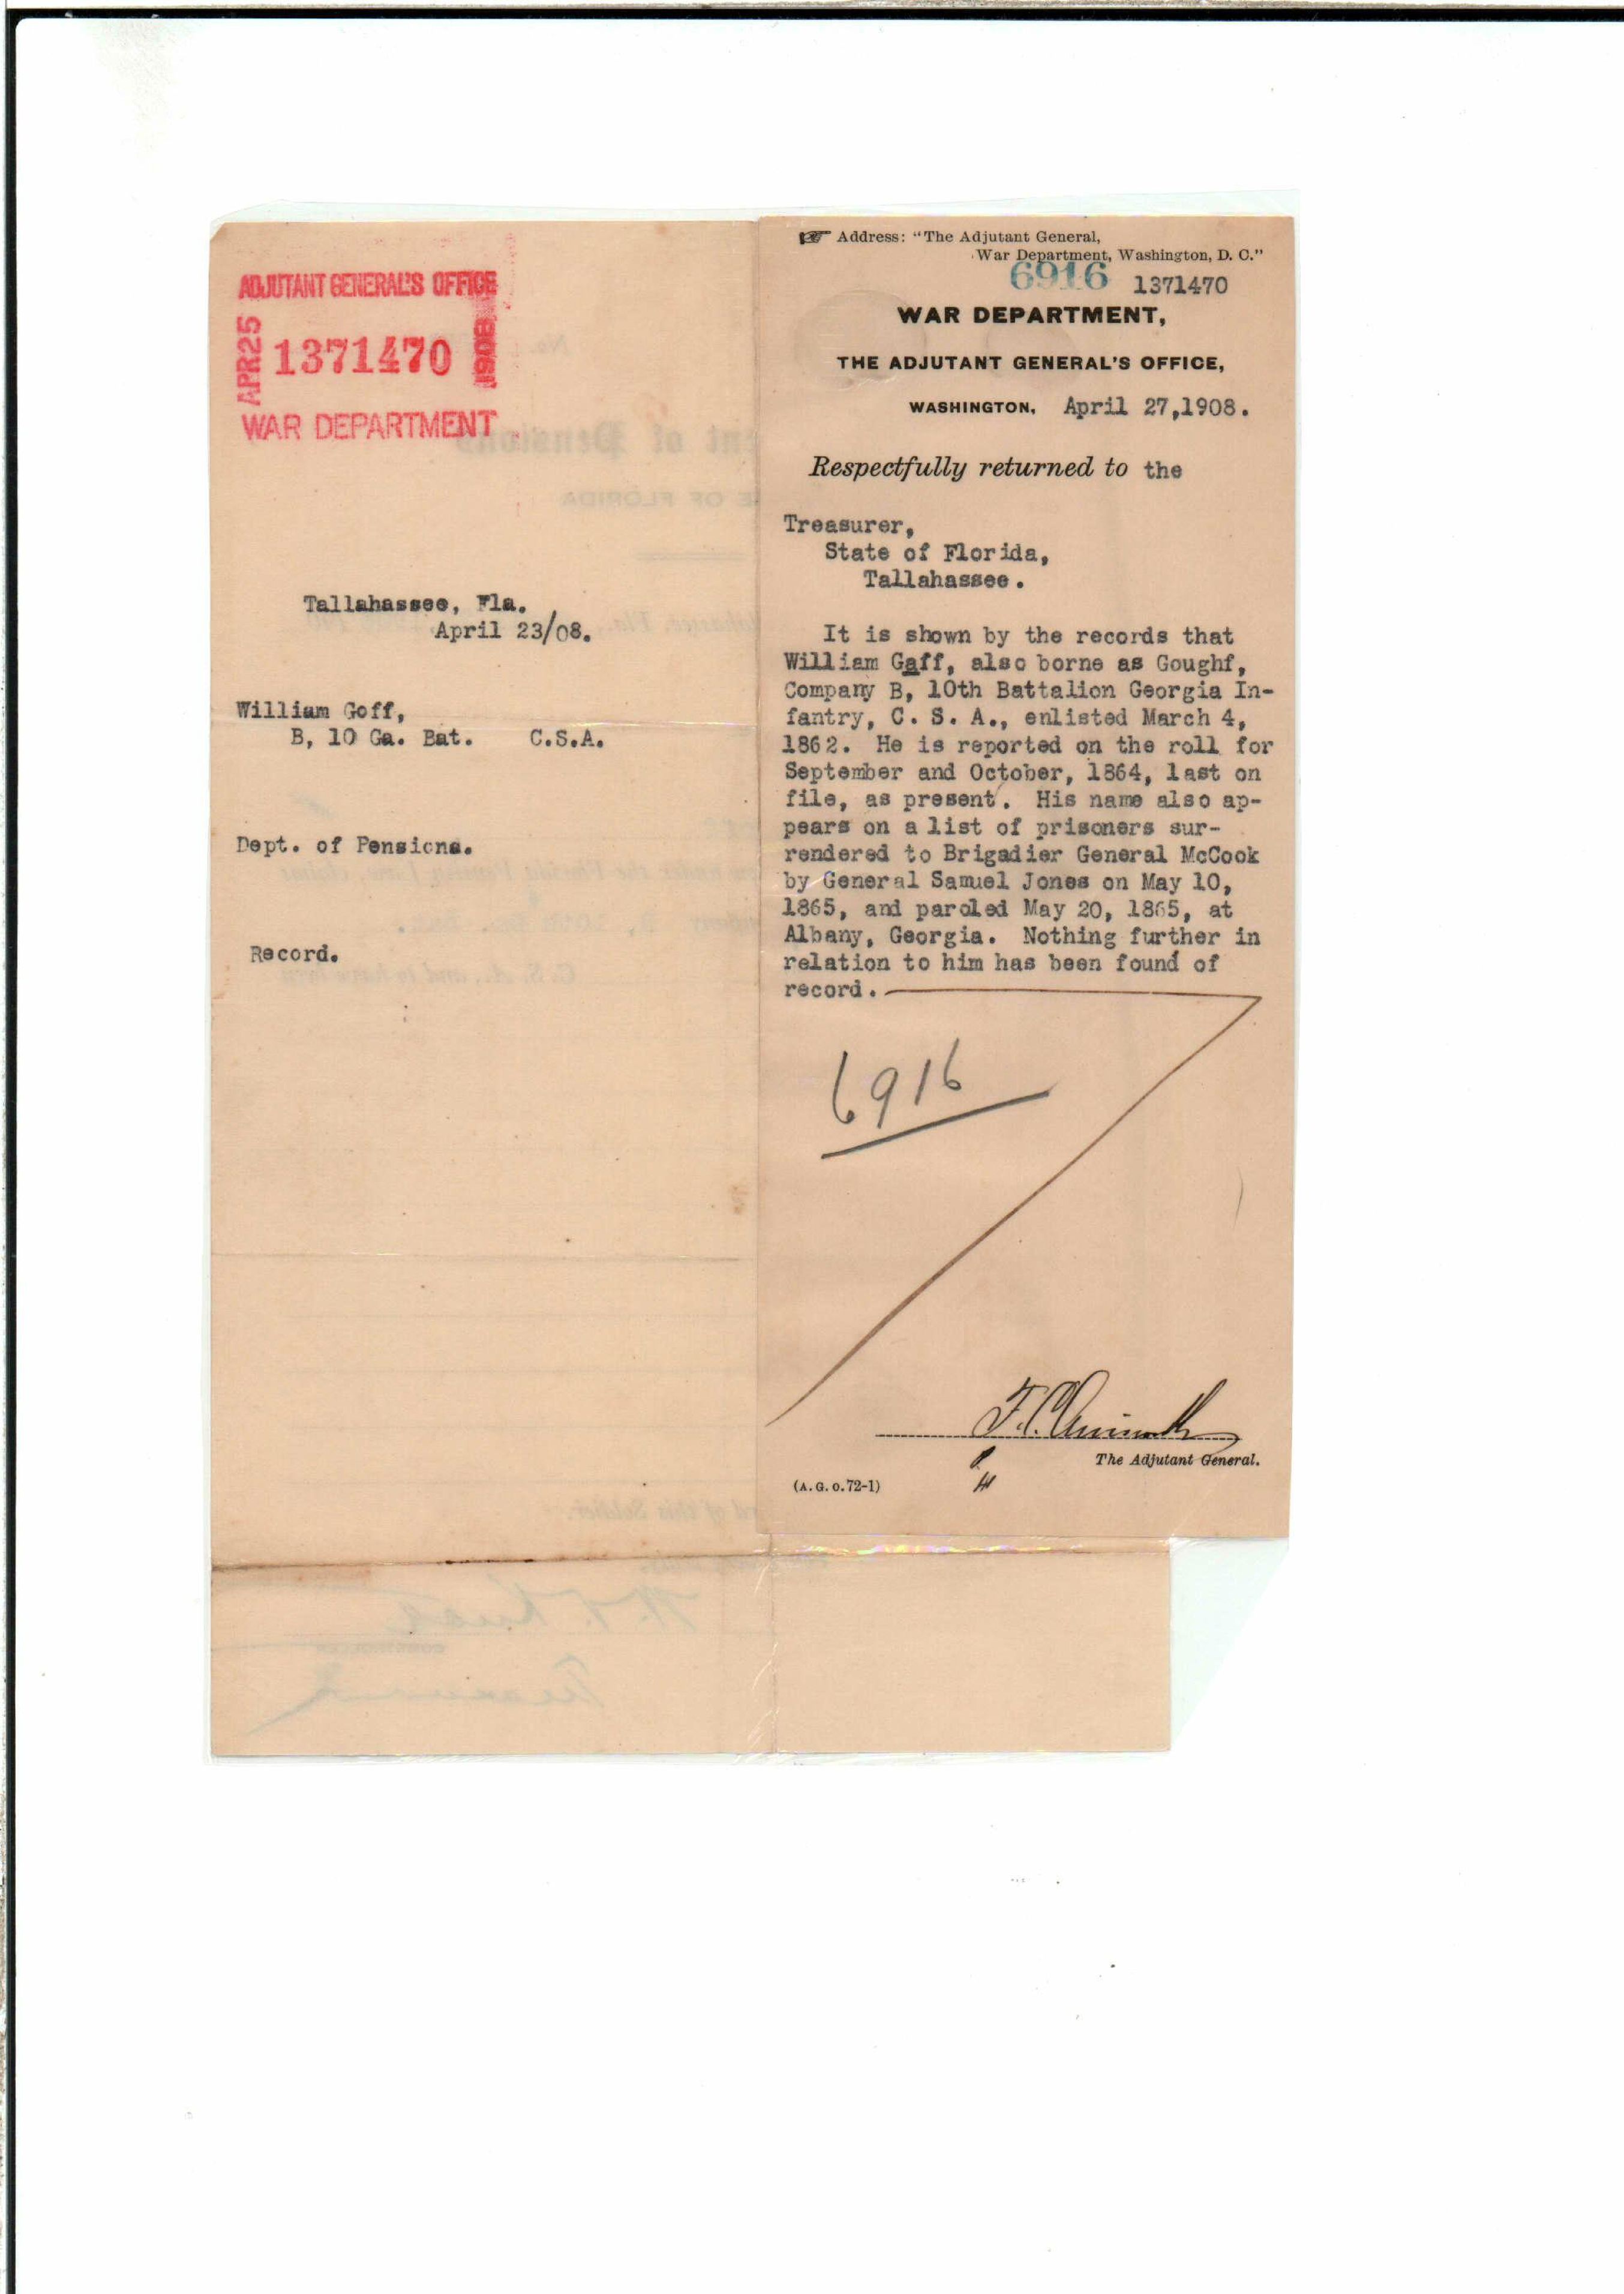 ADJUTANT GENERAL'S OFFICE
APR 25
1371470
1908
WAR DEPARTMENT
Tallahassee, Fla.
April 23/08.
William Goff,
B, 10 Ga. Bat. C.S.A.
Dept. of Pensions.
Record.
Address: "The Adjutant General,
War Department, Washington, D. C."
6916 1371470
WAR DEPARTMENT,
THE ADJUTANT GENERAL'S OFFICE,
WASHINGTON, April 27,1908.
Respectfully returned to the
Treasurer,
State of Florida,
Tallahassee.
It is shown by the records that
William Gaff, also borne as Goughf,
Company B, 10th Battalion Georgia In-
fantry, C. S. A., enlisted March 4,
1862. He is reported on the roll for
September and October, 1864, last on
file, as present. His name also ap-
pears on a list of prisoners sur-
rendered to Brigadier General McCook
by General Samuel Jones on May 10,
1865, and paroled May 20, 1865, at
Albany, Georgia. Nothing further in
relation to him has been found of
record.
6916
The Adjutant General.
(A. G. O. 72-1)